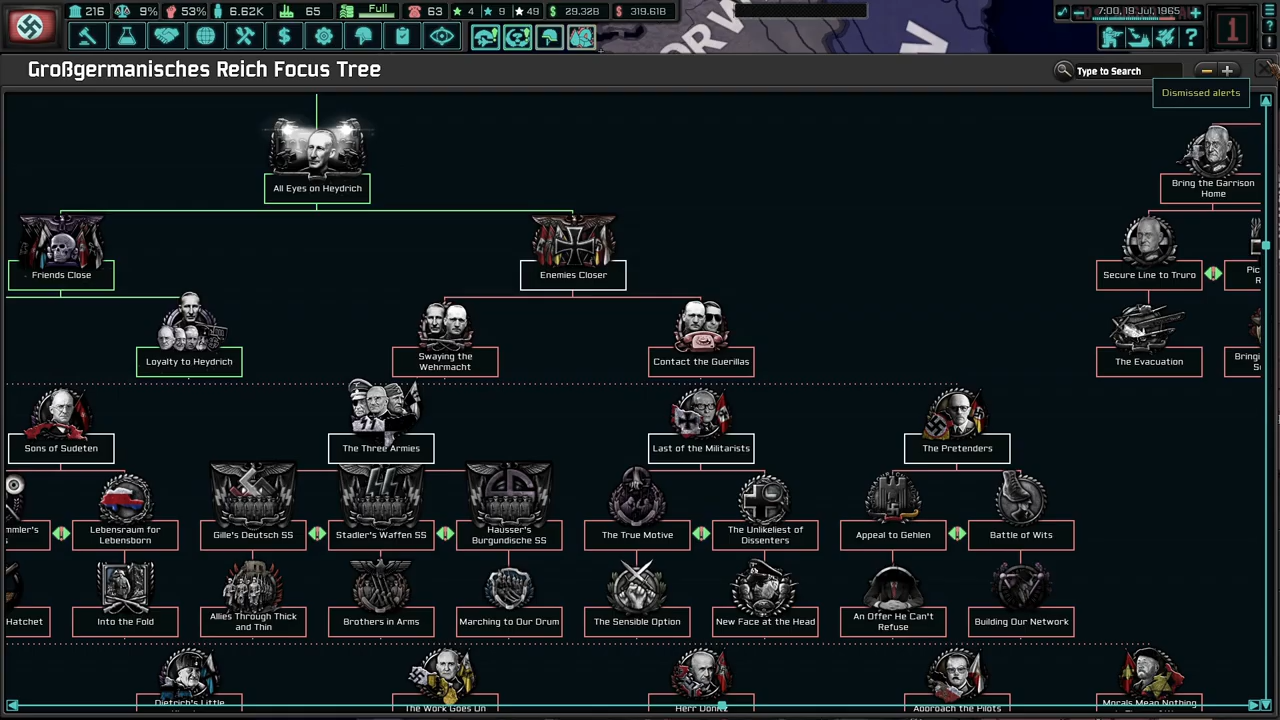 216 9% 53% 6.62K 65 Full 63 4 9 49 $ 29.328 $ 319.61B
7:00, 19 Jul, 1965
1
Großgermanisches Reich Focus Tree
Type to Search
Dismissed alerts
All Eyes on Heydrich
Bring the Garrison
Home
Friends Close
Enemies Closer
Secure Line to Truro
Loyalty to Heydrich
Swaying the
Wehrmacht
Contact the Guerillas
The Evacuation
Sons of Sudeten
The Three Armies
Last of the Militarists
The Pretenders
Lebensraum for
Lebensborn
Gille's Deutsch SS
Stadler's Waffen SS
Hausser's
Burgundische SS
The True Motive
The Unlikeliest of
Dissenters
Appeal to Gehlen
Battle of Wits
Hatchet
Into the Fold
Allies Through Thick
and Thin
Brothers in Arms
Marching to Our Drum
The Sensible Option
New Face at the Head
An Offer He Can't
Refuse
Building Our Network
Dietrich's Little
The Work Goes On
Approach the Pilots
Morals Mean Nothing